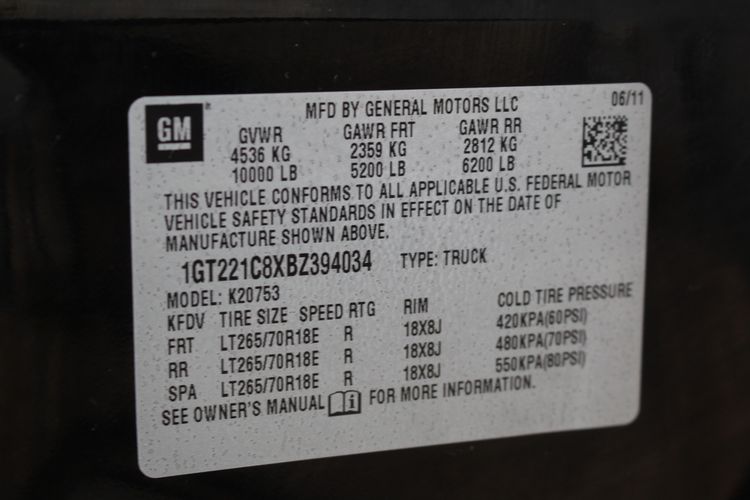 GM
MFD BY GENERAL MOTORS LLC 06/11
GVWR GAWR FRT GAWR RR
4536 KG 2359 KG 2812 KG
10000 LB 5200 LB 6200 LB
THIS VEHICLE CONFORMS TO ALL APPLICABLE U.S. FEDERAL MOTOR
VEHICLE SAFETY STANDARDS IN EFFECT ON THE DATE OF
MANUFACTURE SHOWN ABOVE.
1GT221C8XBZ394034 TYPE: TRUCK
MODEL: K20753
KFDV TIRE SIZE SPEED RTG RIM COLD TIRE PRESSURE
FRT LT265/70R18E R 18X8J 420KPA(60PSI)
RR LT265/70R18E R 18X8J 480KPA(70PSI)
SPA LT265/70R18E R 18X8J 550KPA(80PSI)
SEE OWNER'S MANUAL FOR MORE INFORMATION.